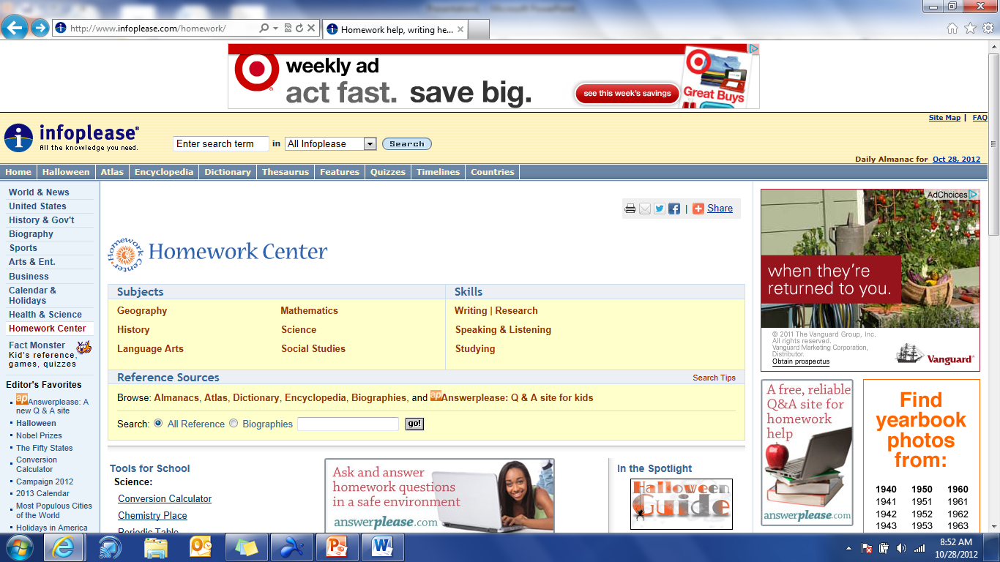 http://www.infoplease.com/homework/
Homework help, writing he...
weekly ad
act fast. save big.
see this week's savings
Great Buys
Site Map | FAQ
infoplease®
All the knowledge you need.
Enter search term in All Infoplease Search
Daily Almanac for Oct 28, 2012
Home Halloween Atlas Encyclopedia Dictionary Thesaurus Features Quizzes Timelines Countries
World & News
United States
History & Gov't
Biography
Sports
Arts & Ent.
Business
Calendar &
Holidays
Health & Science
Homework Center
Fact Monster
Kid's reference,
games, quizzes
Editor's Favorites
ap Answerplease: A
new Q & A site
Halloween
Nobel Prizes
The Fifty States
Conversion
Calculator
Campaign 2012
2013 Calendar
Most Populous Cities
of the World
Holidays in America
| Share
Homework Center
Homework Center
Subjects Skills
Geography Mathematics Writing | Research
History Science Speaking & Listening
Language Arts Social Studies Studying
Reference Sources Search Tips
Browse: Almanacs, Atlas, Dictionary, Encyclopedia, Biographies, and ap Answerplease: Q & A site for kids
Search: All Reference Biographies go!
Tools for School
Science:
Conversion Calculator
Chemistry Place
Periodic Table
Ask and answer
homework questions
in a safe environment
answerplease.com
In the Spotlight
Halloween
Guide
AdChoices
when they're
returned to you.
© 2011 The Vanguard Group, Inc.
All rights reserved.
Vanguard Marketing Corporation,
Distributor.
Obtain prospectus
Vanguard®
A free, reliable
Q&A site for
homework
help
answerplease.com
Find
yearbook
photos
from:
1940 1950 1960
1941 1951 1961
1942 1952 1962
1943 1953 1963
8:52 AM
10/28/2012